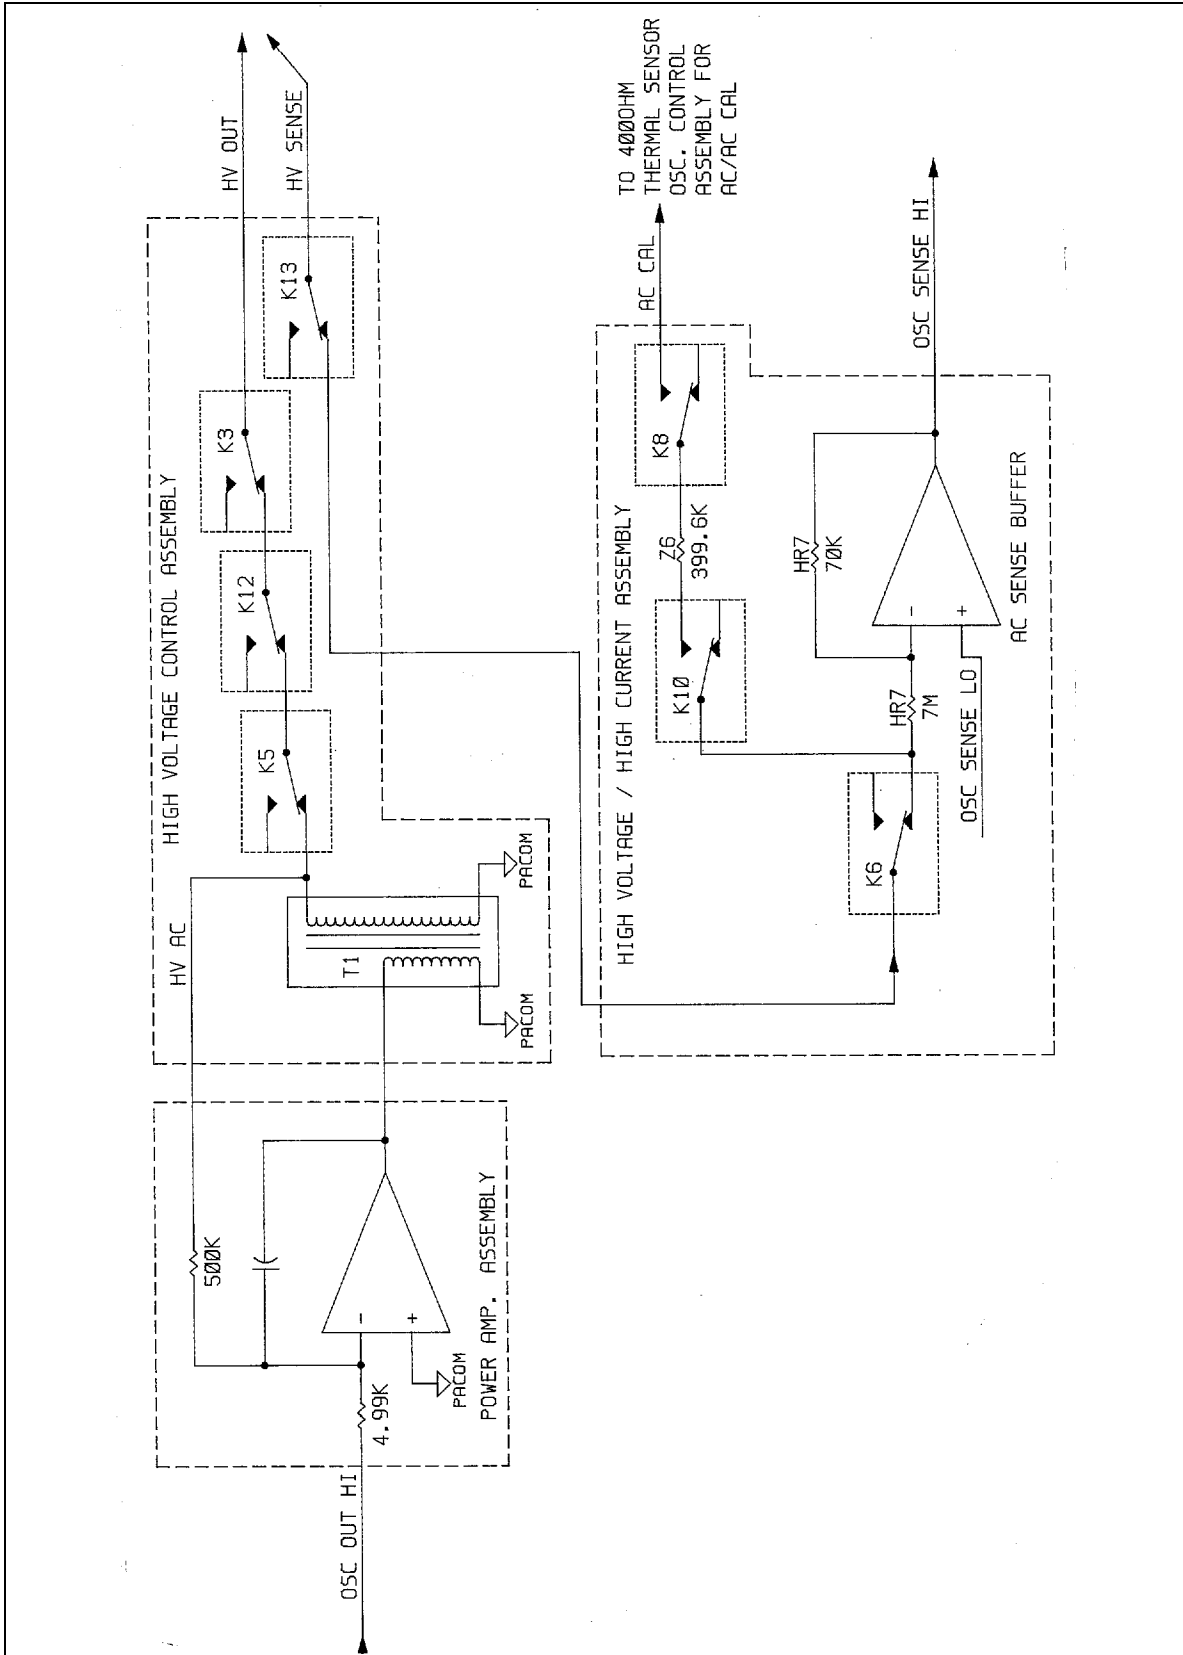 OSC OUT HI
4.99K
500K
PACOM
POWER AMP. ASSEMBLY
HV AC
T1
PACOM
PACOM
HIGH VOLTAGE CONTROL ASSEMBLY
K5
K12
K3
K13
HV OUT
HV SENSE
HIGH VOLTAGE / HIGH CURRENT ASSEMBLY
K6
K10
Z6
399.6K
K8
AC CAL
TO 400OHM
THERMAL SENSOR
OSC. CONTROL
ASSEMBLY FOR
AC/AC CAL
HR7
7M
HR7
70K
-
+
-
+
OSC SENSE LO
AC SENSE BUFFER
OSC SENSE HI